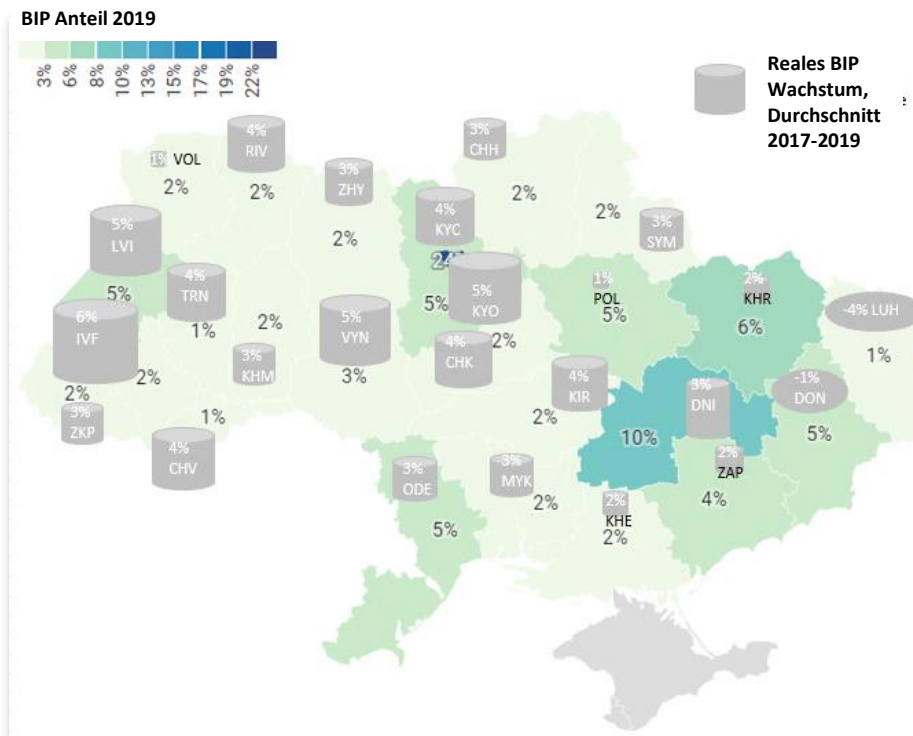 BIP Anteil 2019
3% 6% 8% 10% 13% 15% 17% 19% 22%
Reales BIP
Wachstum,
Durchschnitt
2017-2019
4%
RIV
3%
CHH
1% VOL
2%
2%
3%
ZHY
2%
2%
4%
KYC
2%
3%
SYM
5%
LVI
24%
4%
TRN
5%
5%
5%
KYO
1%
POL
5%
2%
KHR
6%
-4% LUH
1%
6%
IVF
1%
2%
5%
VYN
3%
4%
CHK
2%
2%
2%
3%
KHM
4%
KIR
3%
DNI
-1%
DON
3%
ZKP
1%
2%
10%
5%
4%
CHV
3%
ODE
3%
MYK
2%
ZAP
4%
5%
2%
2%
KHE
2%